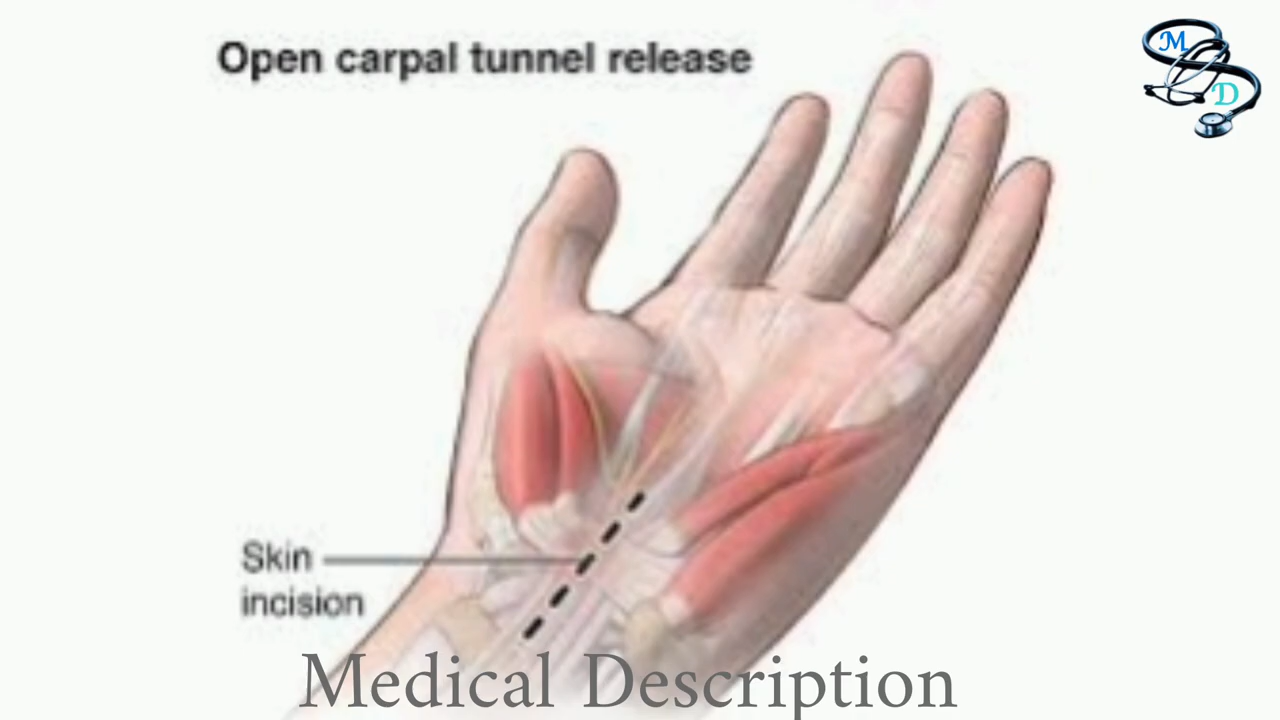 Open carpal tunnel release
M
D
Skin
incision
Medical Description